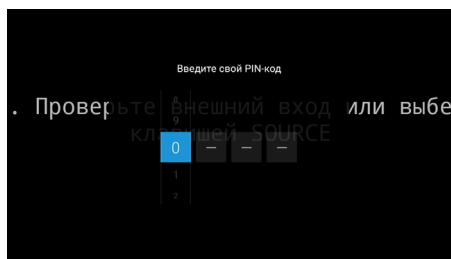 Введите свой PIN-код
8
. Проверьте внешний вход или выбе
9
клавишей SOURCE
0 – – –
1
2